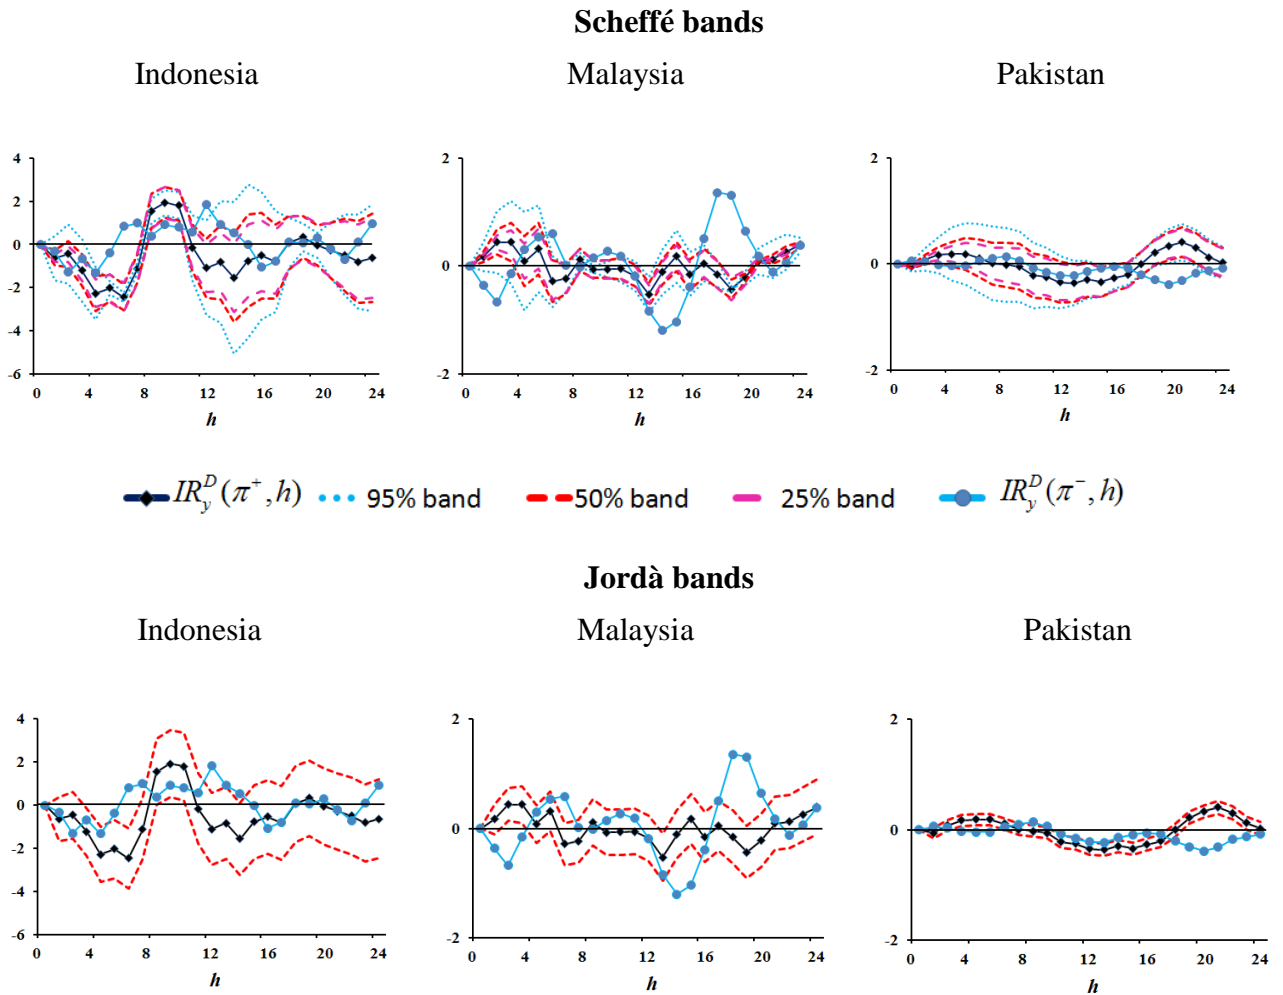 Scheffé bands
Indonesia Malaysia Pakistan
4 2 2
2
0 0 0
-2
-4
-6 -2 -2
0 4 8 12 16 20 24 0 4 8 12 16 20 24 0 4 8 12 16 20 24
h h h
IR_y^D(π⁺, h) 95% band 50% band 25% band IR_y^D(π⁻, h)
Jordà bands
Indonesia Malaysia Pakistan
4 2 2
2
0 0 0
-2
-4
-6 -2 -2
0 4 8 12 16 20 24 0 4 8 12 16 20 24 0 4 8 12 16 20 24
h h h